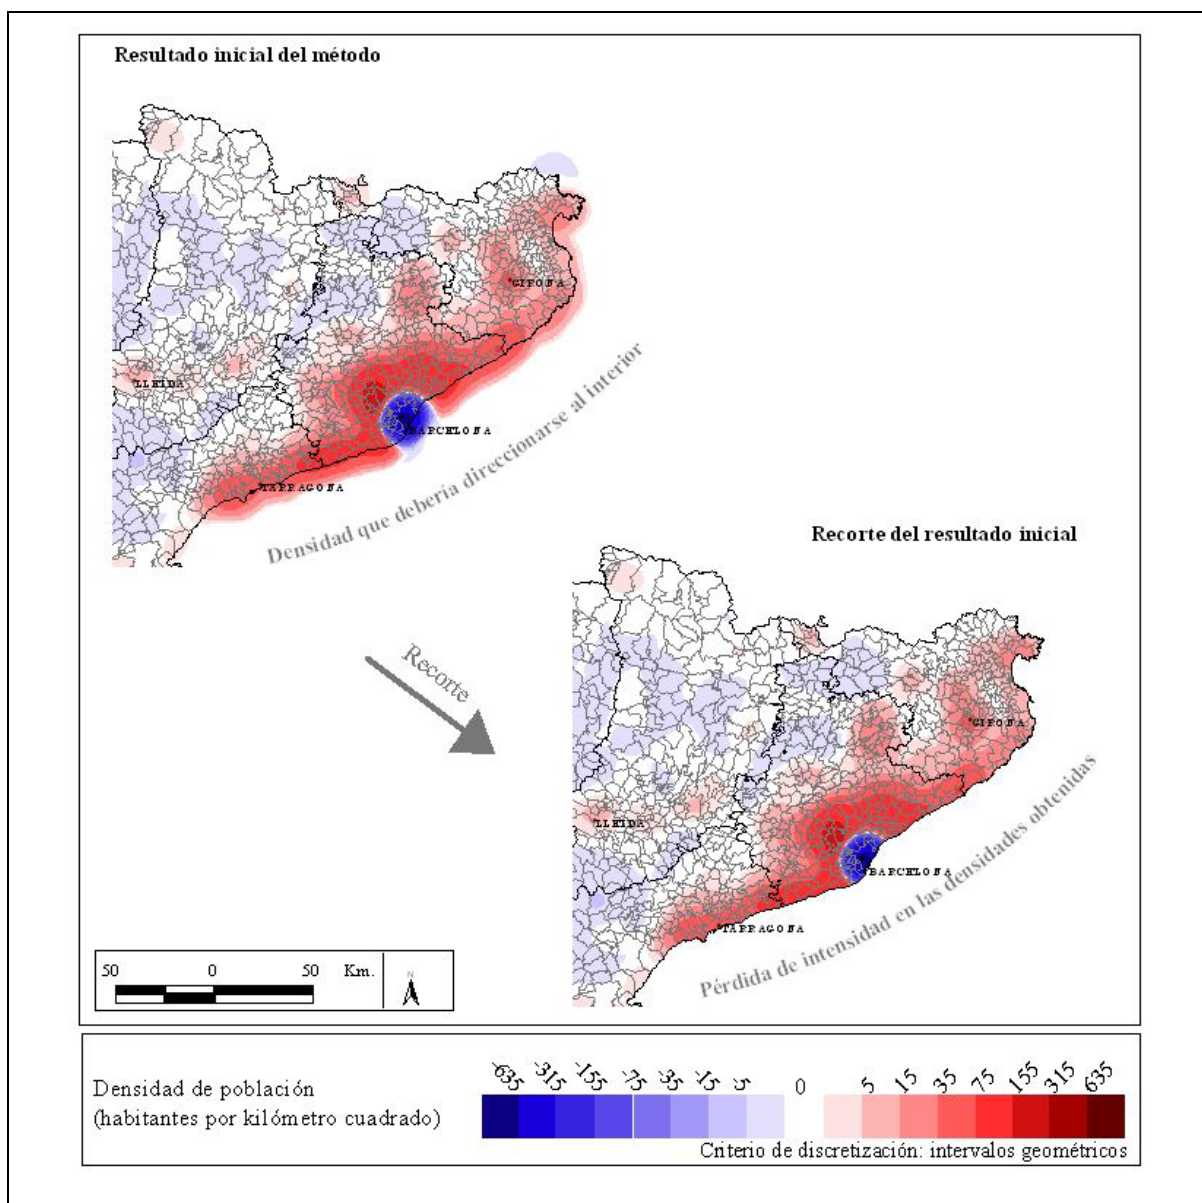 Resultado inicial del método
GIRONA
LLEIDA
BARCELONA
TARRAGONA
Densidad que debería direccionarse al interior
Recorte del resultado inicial
Recorte
GIRONA
LLEIDA
BARCELONA
TARRAGONA
Pérdida de intensidad en las densidades obtenidas
50 0 50 Km.
N
Densidad de población
(habitantes por kilómetro cuadrado)
-635 -315 -155 -75 -35 -15 -5 0 5 15 35 75 155 315 635
Criterio de discretización: intervalos geométricos